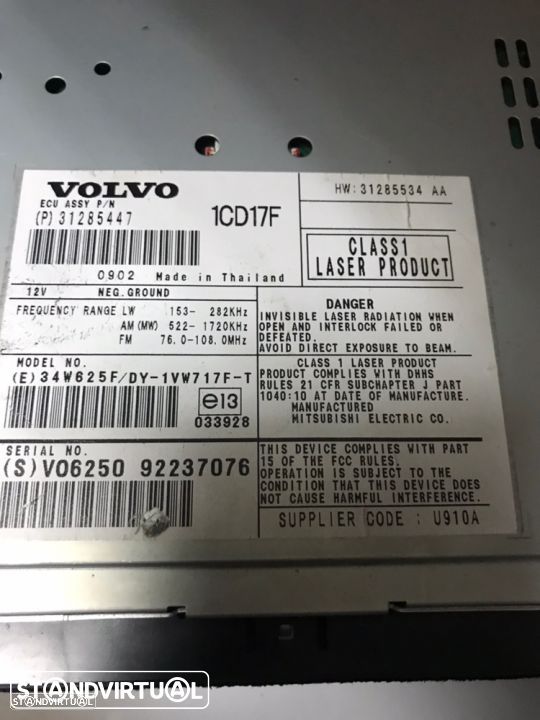 VOLVO
ECU ASSY P/N
(P) 31285447
1CD17F
HW: 31285534 AA
CLASS1
LASER PRODUCT
0902 Made in Thailand
12V NEG. GROUND
FREQUENCY RANGE LW 153- 282KHz
AM (MW) 522- 1720KHz
FM 76.0-108.0MHz
DANGER
INVISIBLE LASER RADIATION WHEN
OPEN AND INTERLOCK FAILED OR
DEFEATED.
AVOID DIRECT EXPOSURE TO BEAM.
MODEL NO.
(E) 34W625F/DY-1VW717F-T
e13
033928
CLASS 1 LASER PRODUCT
PRODUCT COMPLIES WITH DHHS
RULES 21 CFR SUBCHAPTER J PART
1040:10 AT DATE OF MANUFACTURE.
MANUFACTURED
MITSUBISHI ELECTRIC CO.
SERIAL NO.
(S) V06250 92237076
THIS DEVICE COMPLIES WITH PART
15 OF THE FCC RULES.
OPERATION IS SUBJECT TO THE
CONDITION THAT THIS DEVICE DOES
NOT CAUSE HARMFUL INTERFERENCE.
SUPPLIER CODE : U910A
STANDVIRTUAL
STANDVIRTUAL
STANDVIRTUAL
STANDVIRTUAL